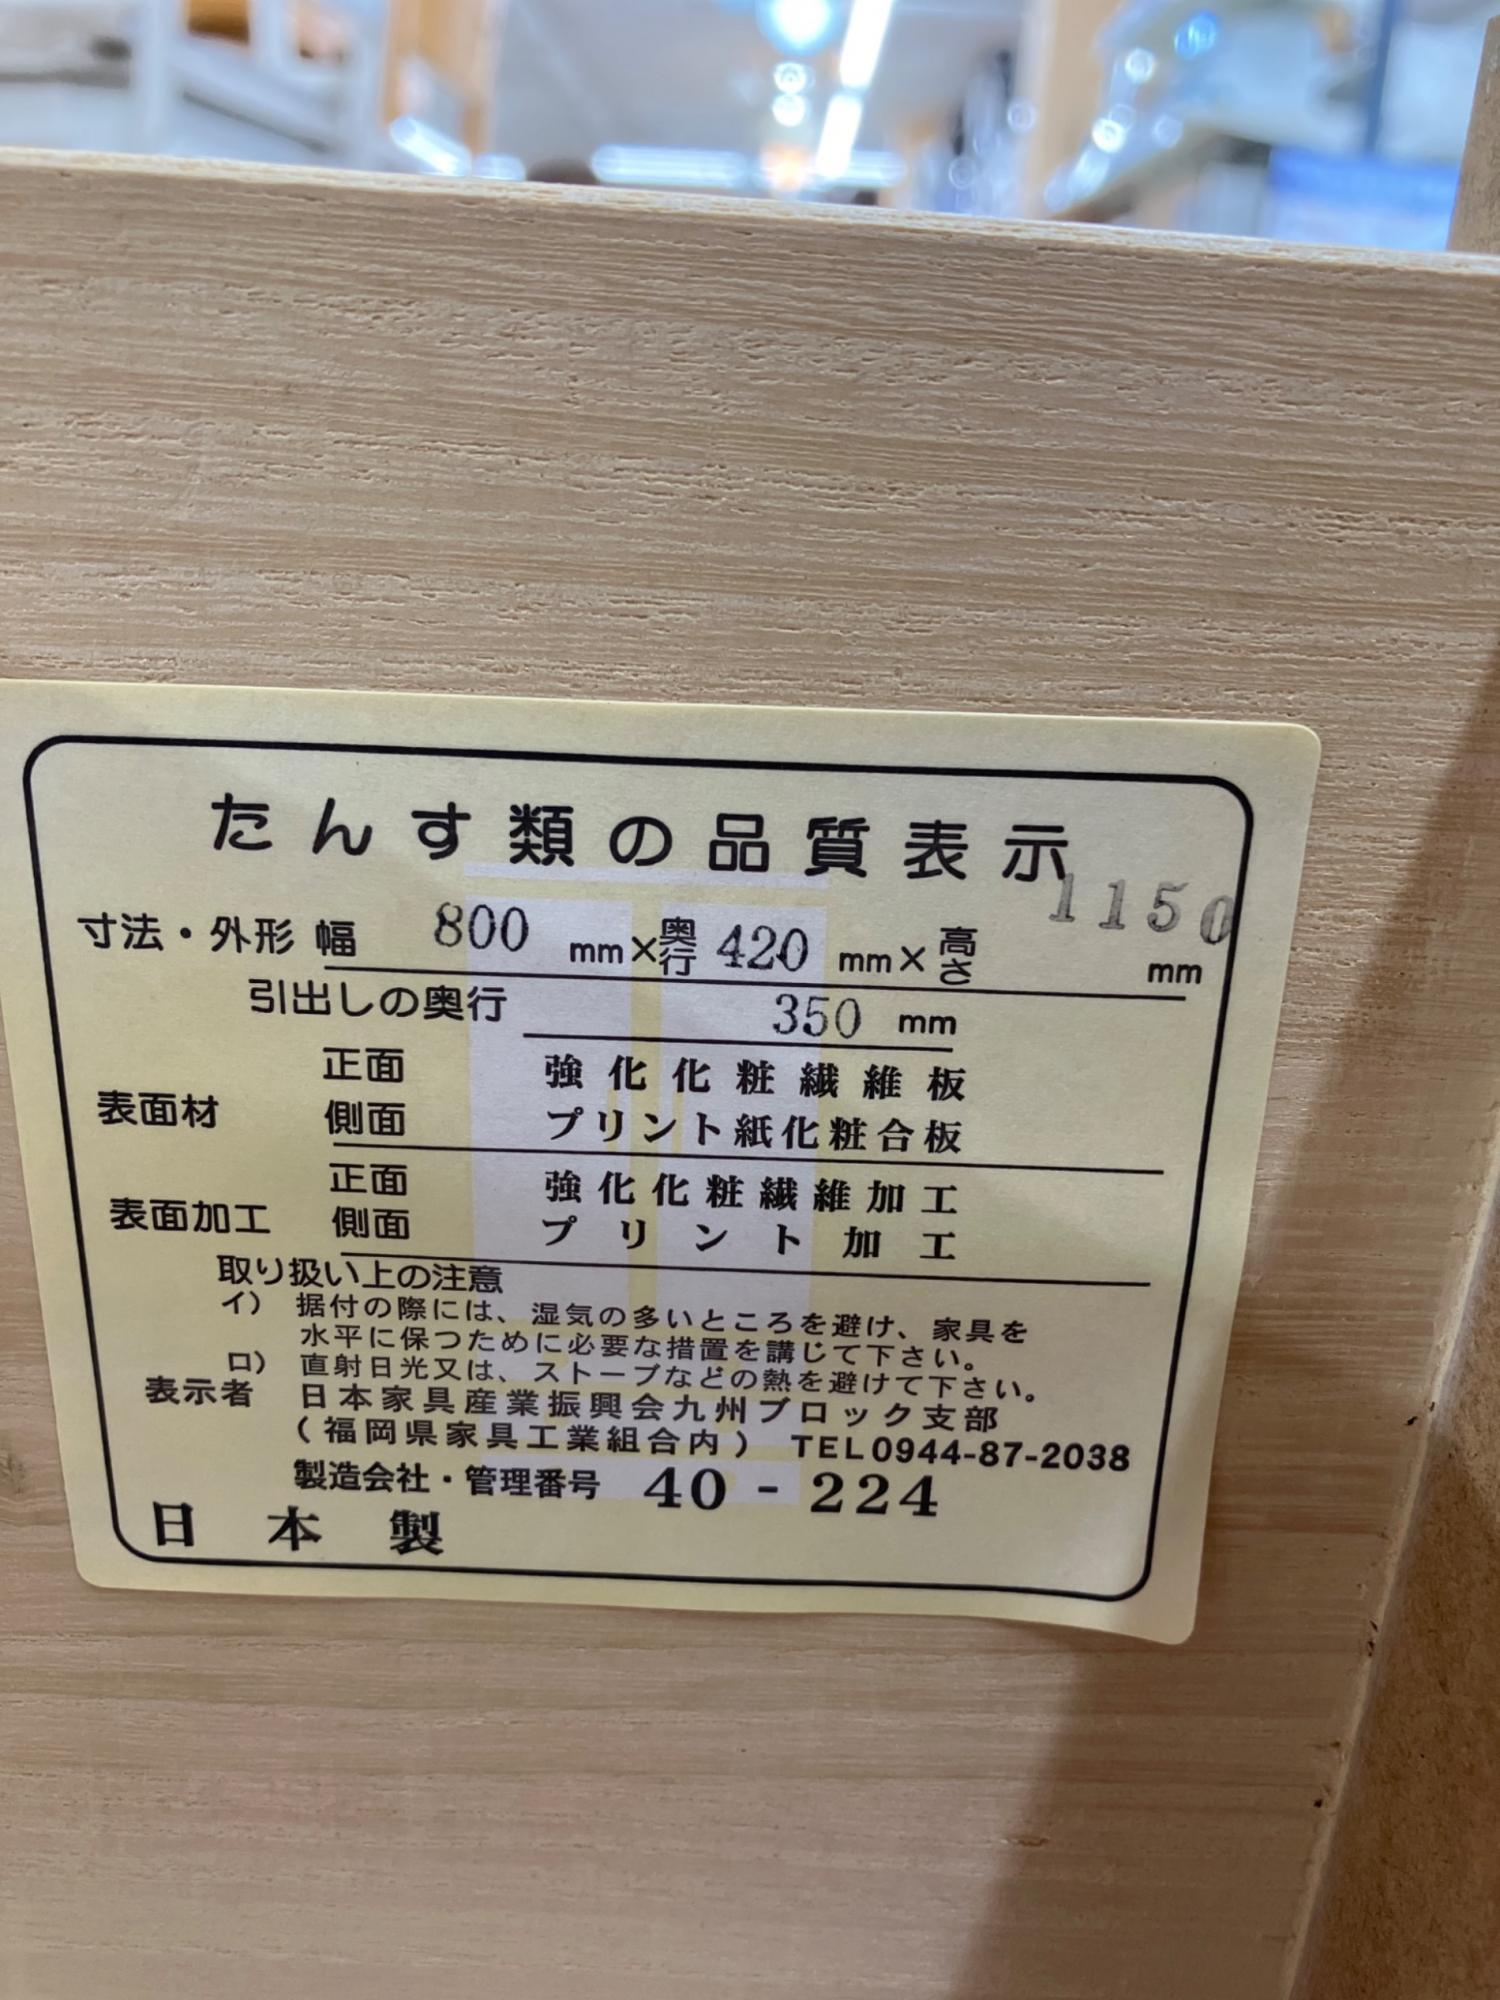 たんす類の品質表示
寸法・外形 幅 800 mm×奥行 420 mm×高さ 1150 mm
引出しの奥行 350 mm
表面材 正面 強化化粧繊維板
側面 プリント紙化粧合板
表面加工 正面 強化化粧繊維加工
側面 プリント加工
取り扱い上の注意
イ) 据付の際には、湿気の多いところを避け、家具を
水平に保つために必要な措置を講じて下さい。
ロ) 直射日光又は、ストーブなどの熱を避けて下さい。
表示者 日本家具産業振興会九州ブロック支部
(福岡県家具工業組合内) TEL0944-87-2038
製造会社・管理番号 40-224
日本製